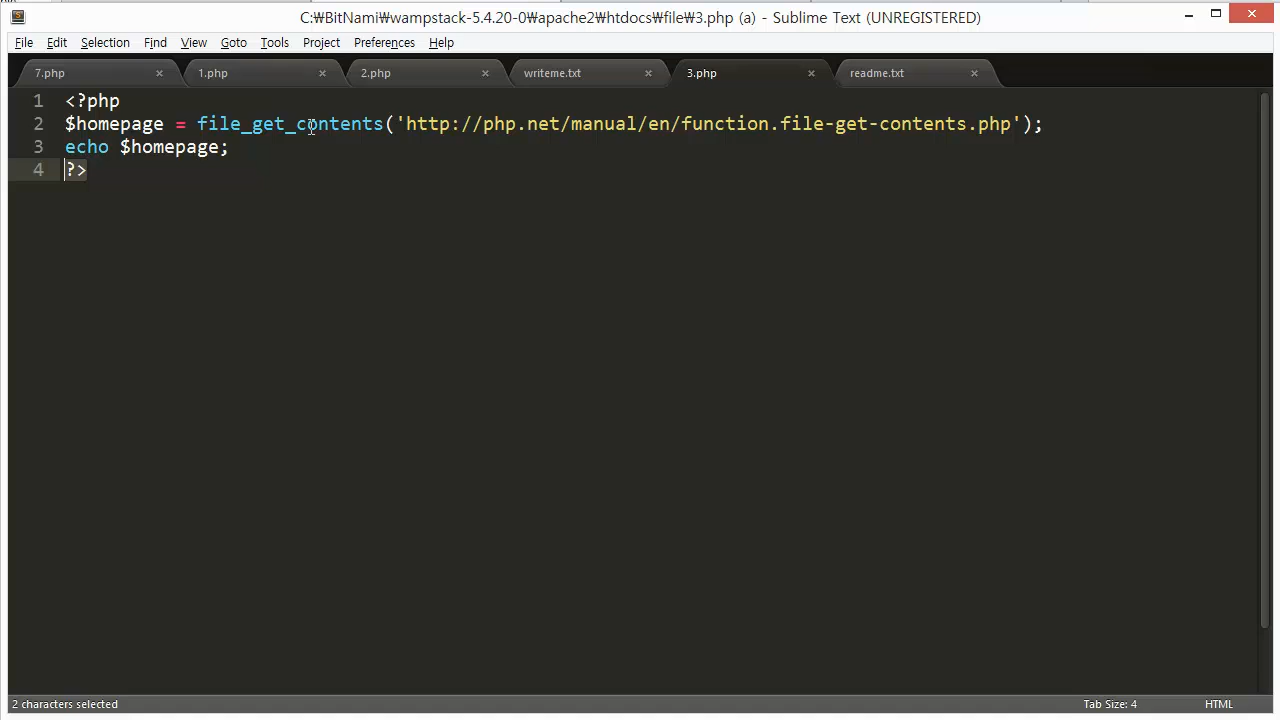 C:₩BitNami₩wampstack-5.4.20-0₩apache2₩htdocs₩file₩3.php (a) - Sublime Text (UNREGISTERED)
File Edit Selection Find View Goto Tools Project Preferences Help
7.php × 1.php × 2.php × writeme.txt × 3.php × readme.txt ×
1 <?php
2 $homepage = file_get_contents('http://php.net/manual/en/function.file-get-contents.php');
3 echo $homepage;
4 ?>
2 characters selected Tab Size: 4 HTML